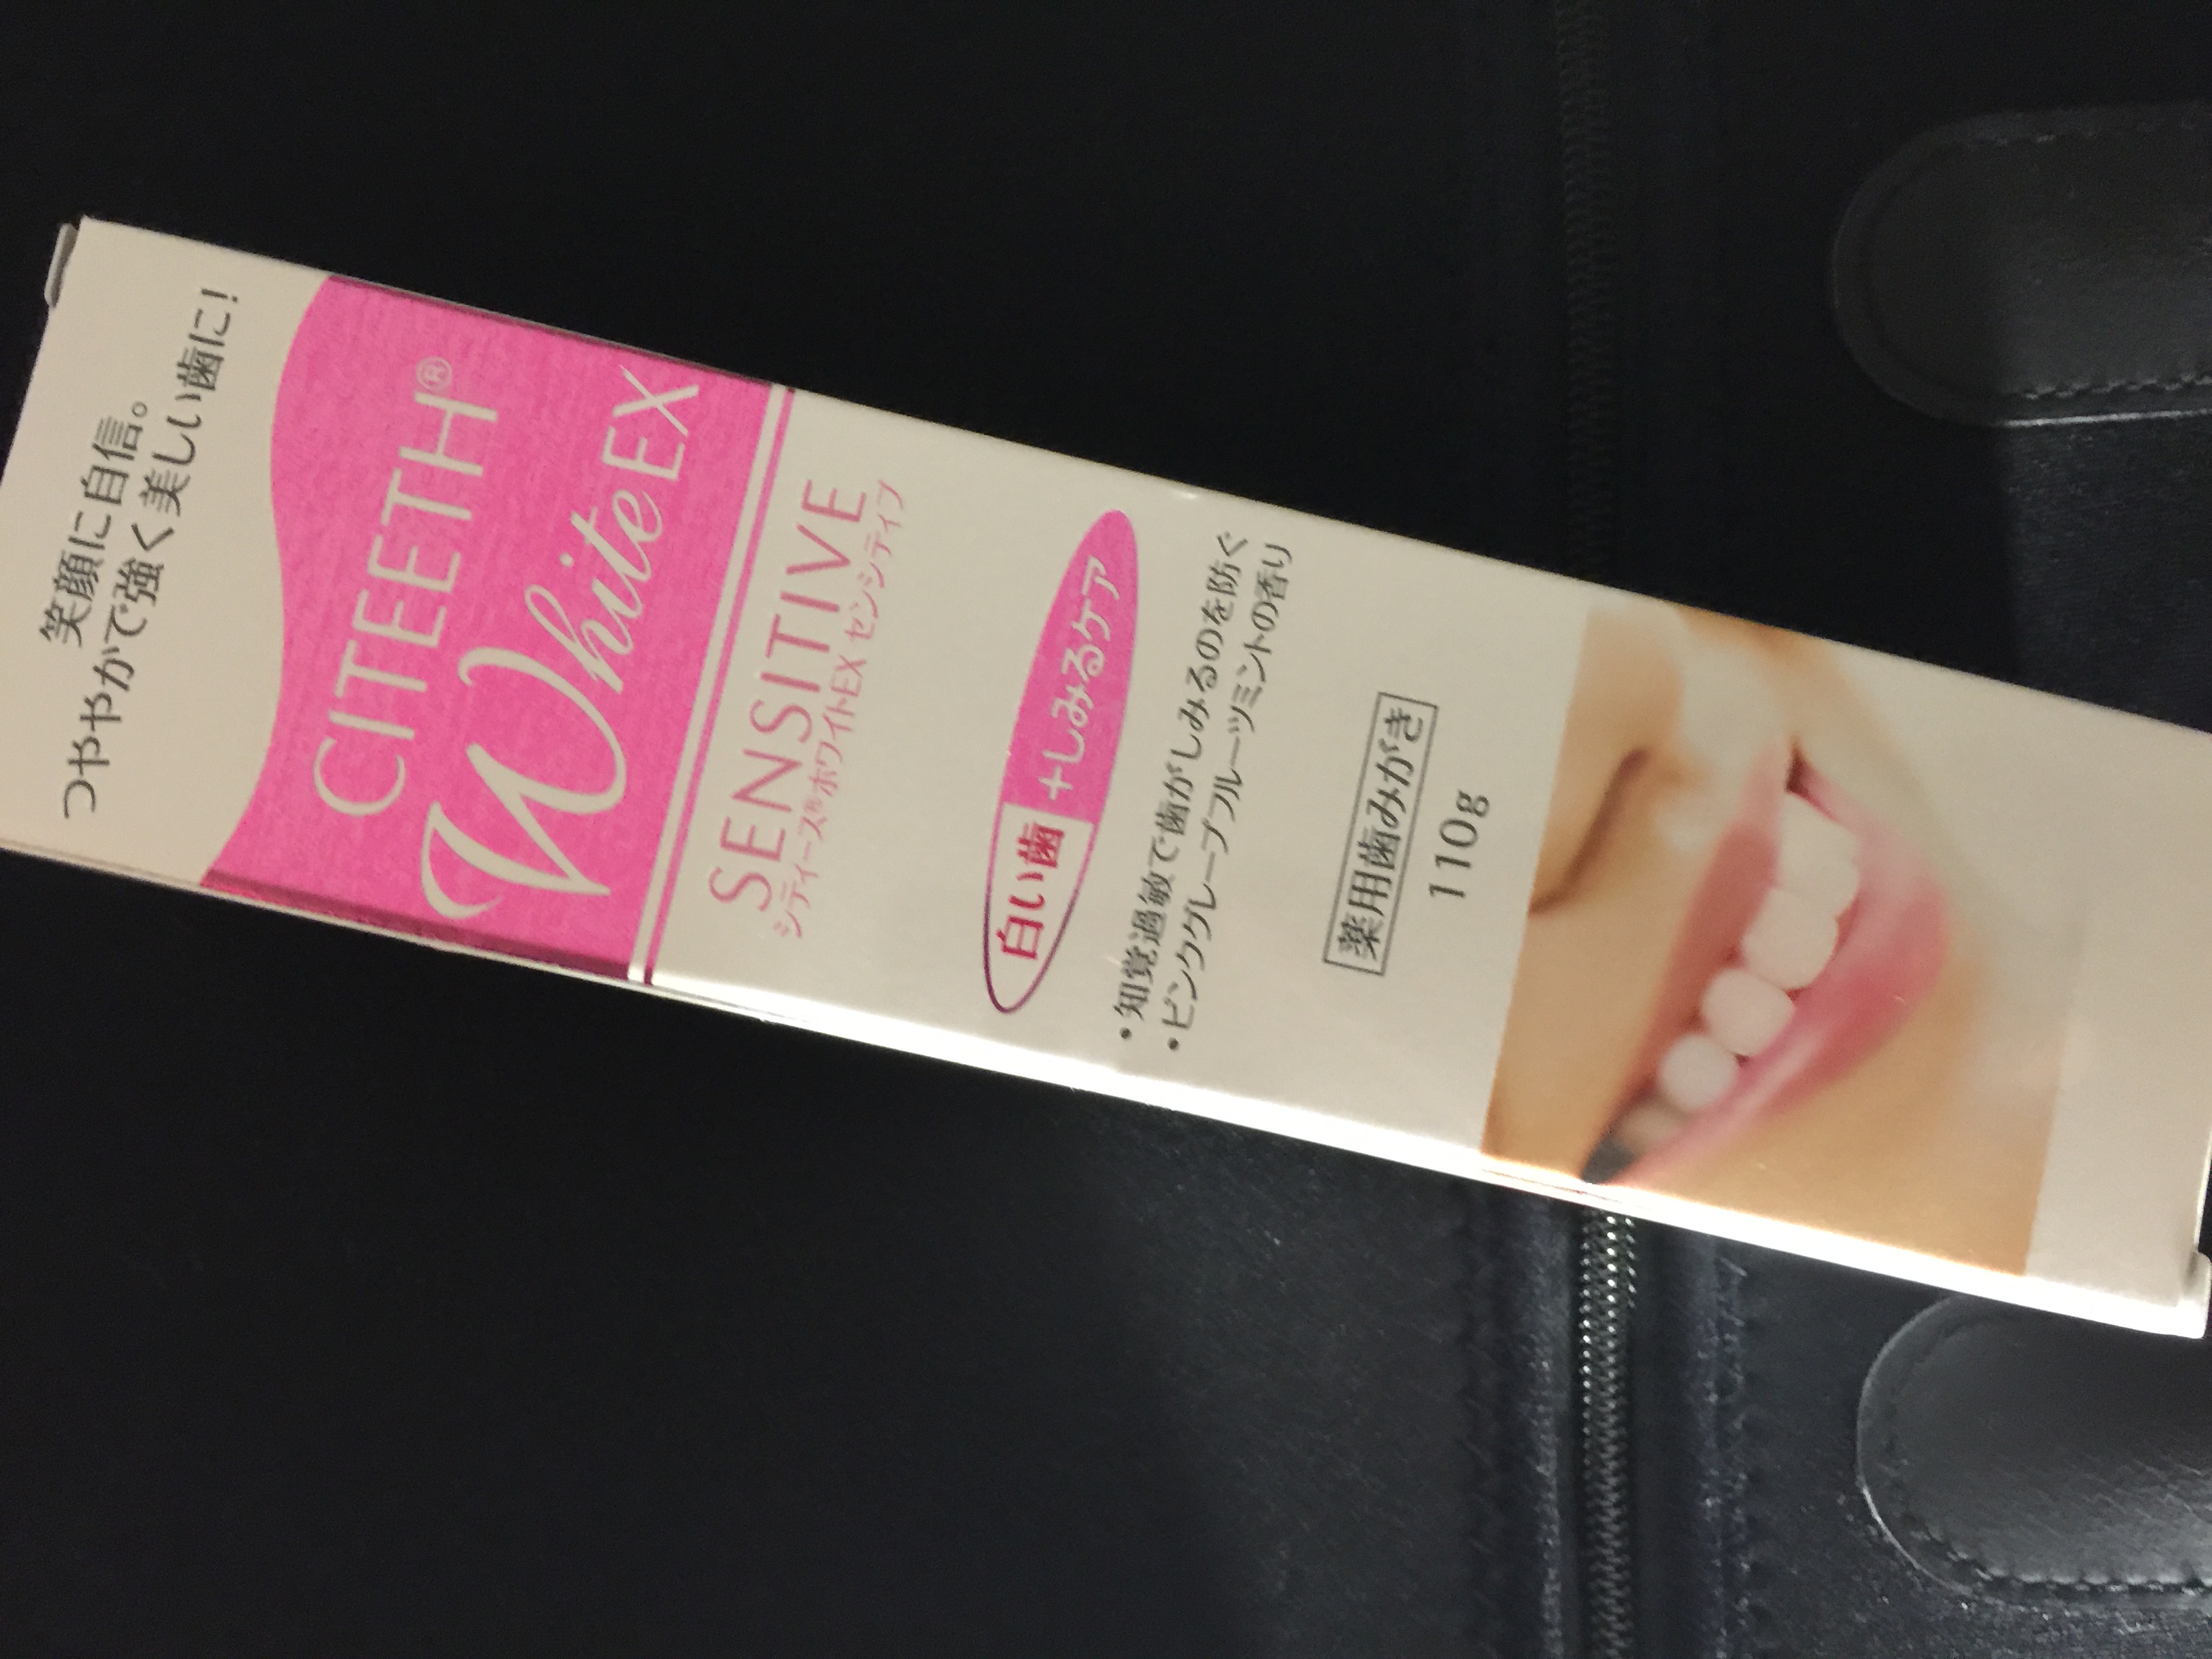 笑顔に自信。
つややかで強く美しい歯に!
CITEETH®
White EX
SENSITIVE
シティース®ホワイトEX センシティブ
白い歯+しみるケア
・知覚過敏で歯がしみるのを防ぐ
・ピンクグレープフルーツミントの香り
薬用歯みがき
110g